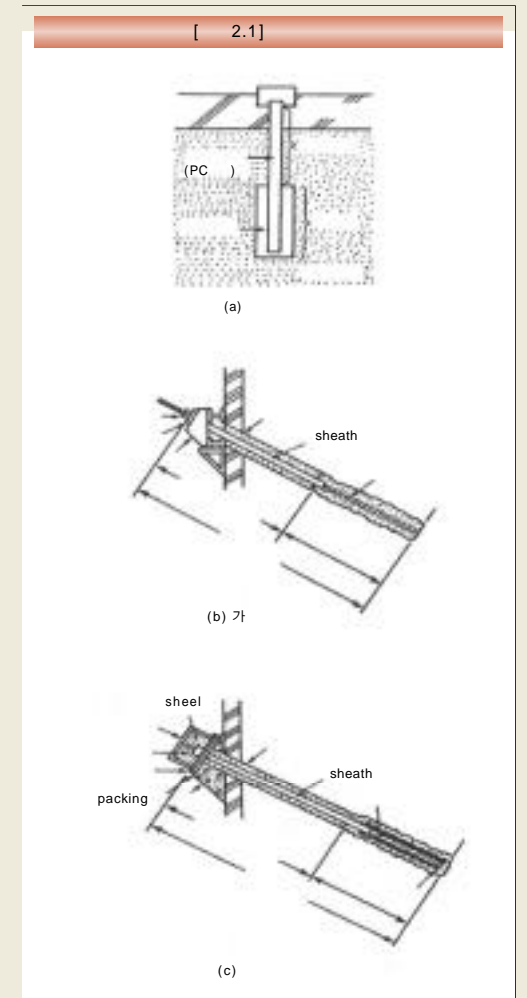 [ 2.1]
(PC )
(a)
sheath
(b) 가
sheel
sheath
packing
(c)